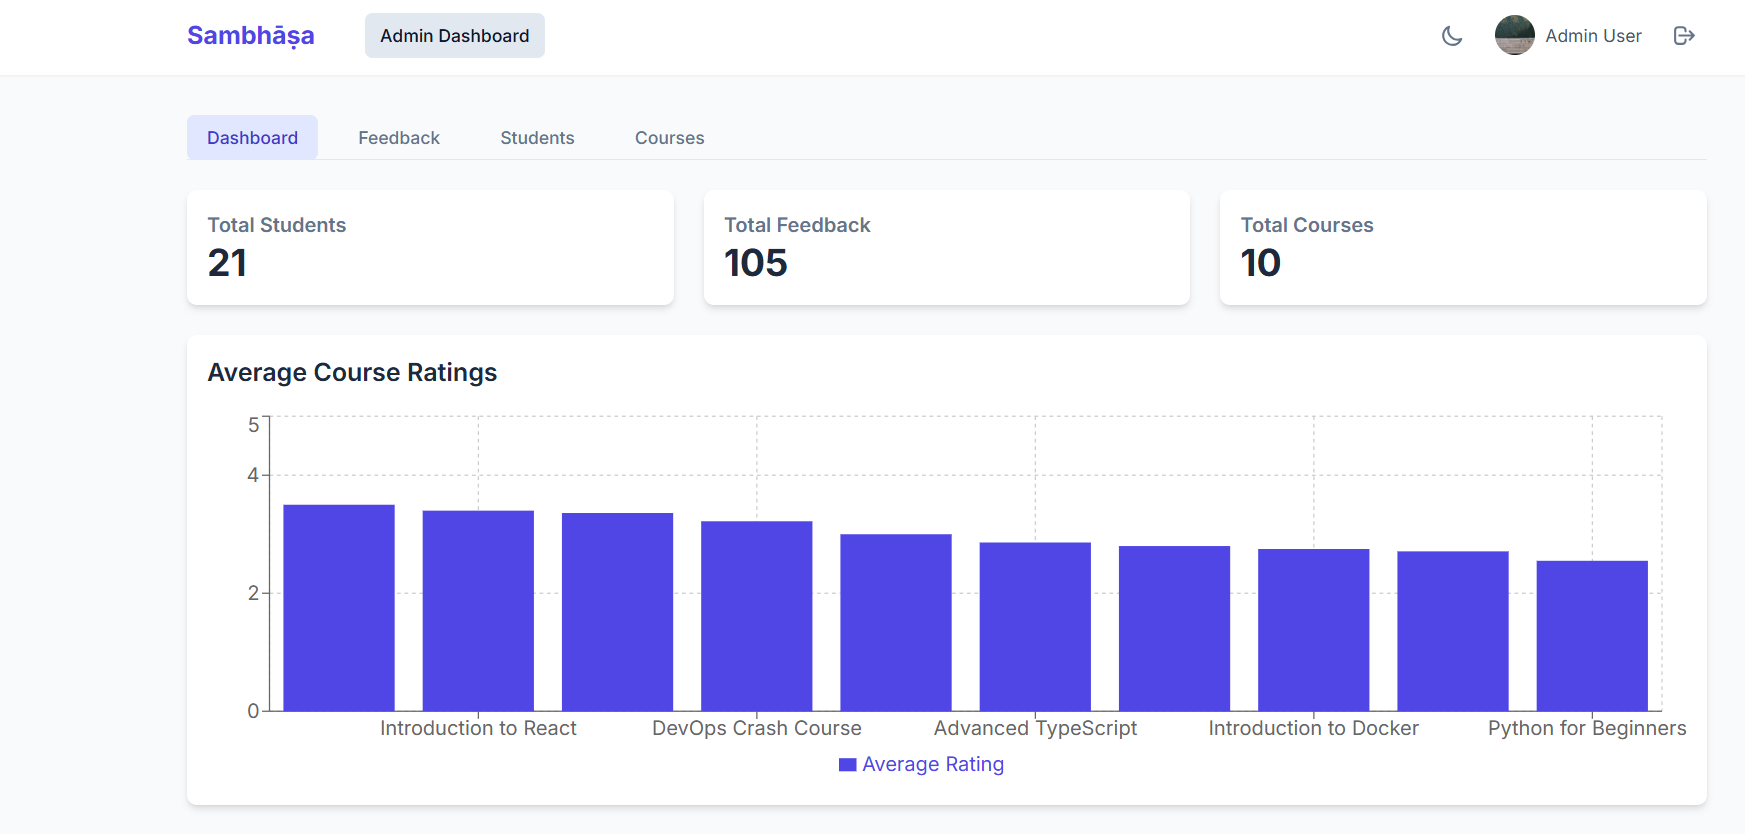 Sambhāṣa
Admin Dashboard
Admin User
Dashboard
Feedback
Students
Courses
Total Students
21
Total Feedback
105
Total Courses
10
Average Course Ratings
5
4
2
0
Introduction to React
DevOps Crash Course
Advanced TypeScript
Introduction to Docker
Python for Beginners
Average Rating